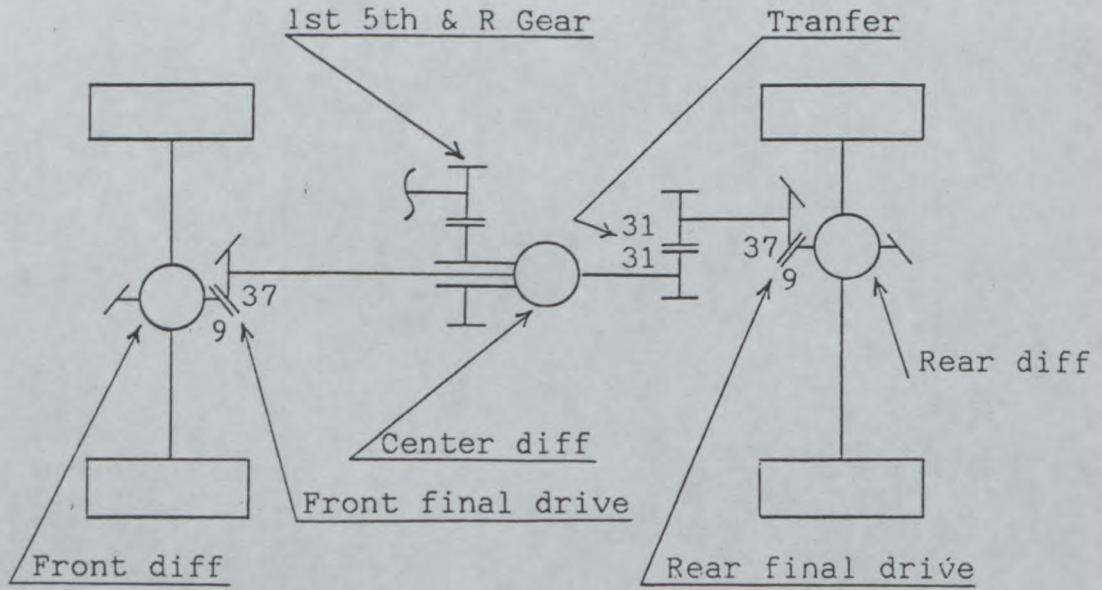 1st 5th & R Gear
Tranfer
31
31
37
9
37
9
Rear diff
Center diff
Front final drive
Front diff
Rear final drive